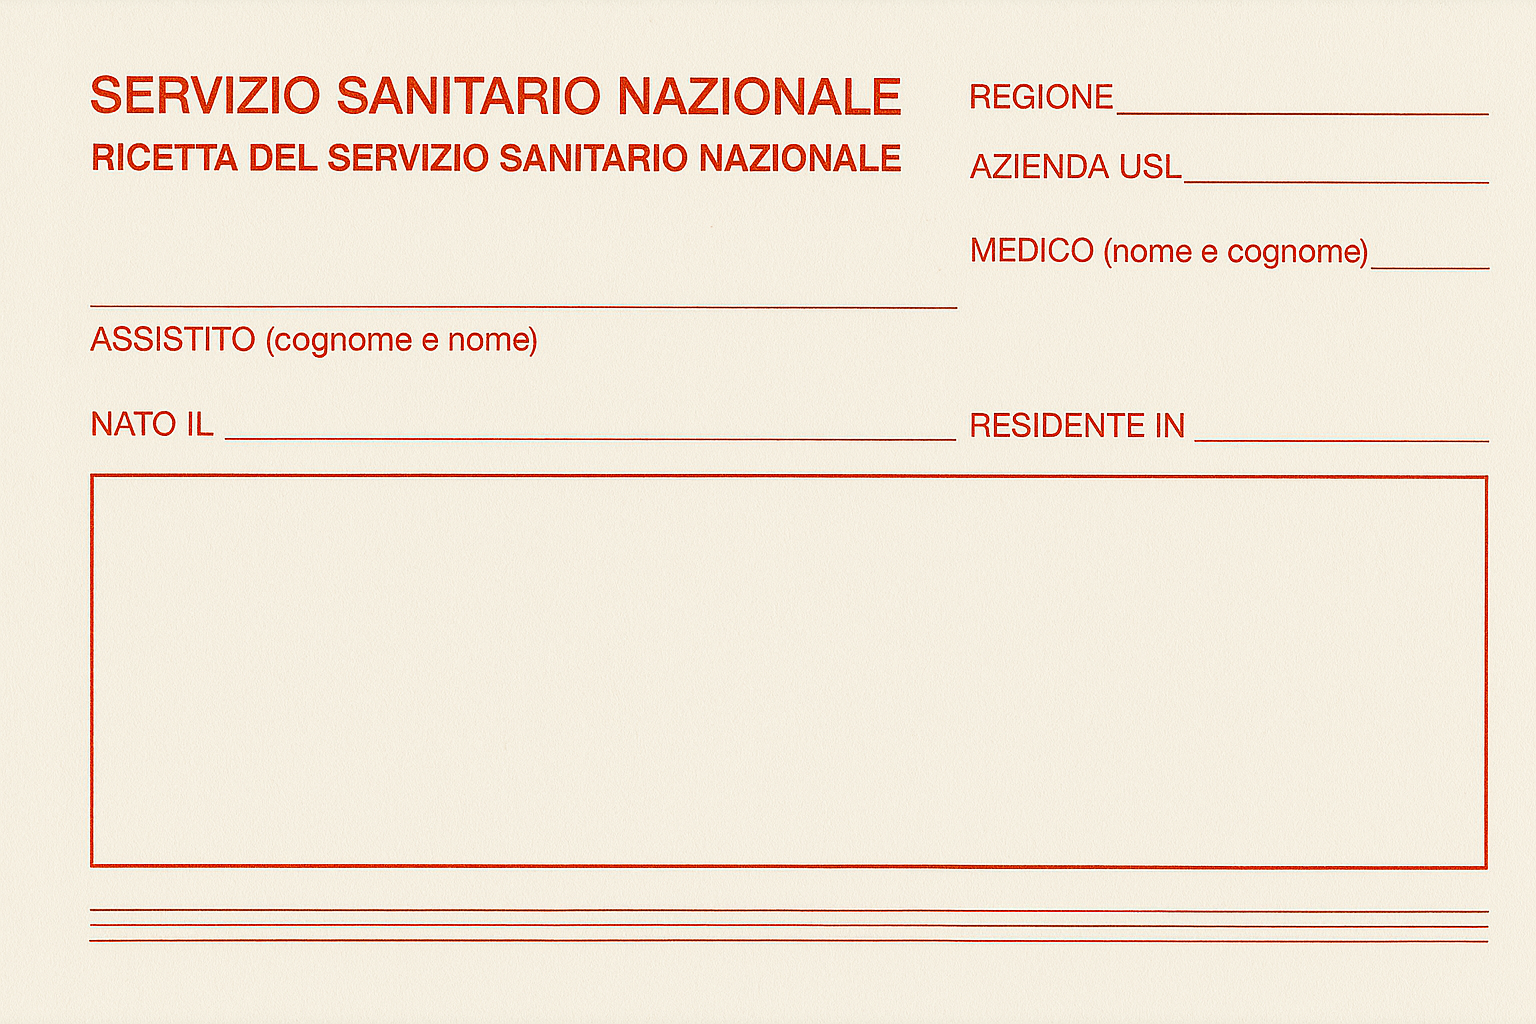 SERVIZIO SANITARIO NAZIONALE
RICETTA DEL SERVIZIO SANITARIO NAZIONALE
REGIONE
AZIENDA USL
MEDICO (nome e cognome)
ASSISTITO (cognome e nome)
NATO IL
RESIDENTE IN